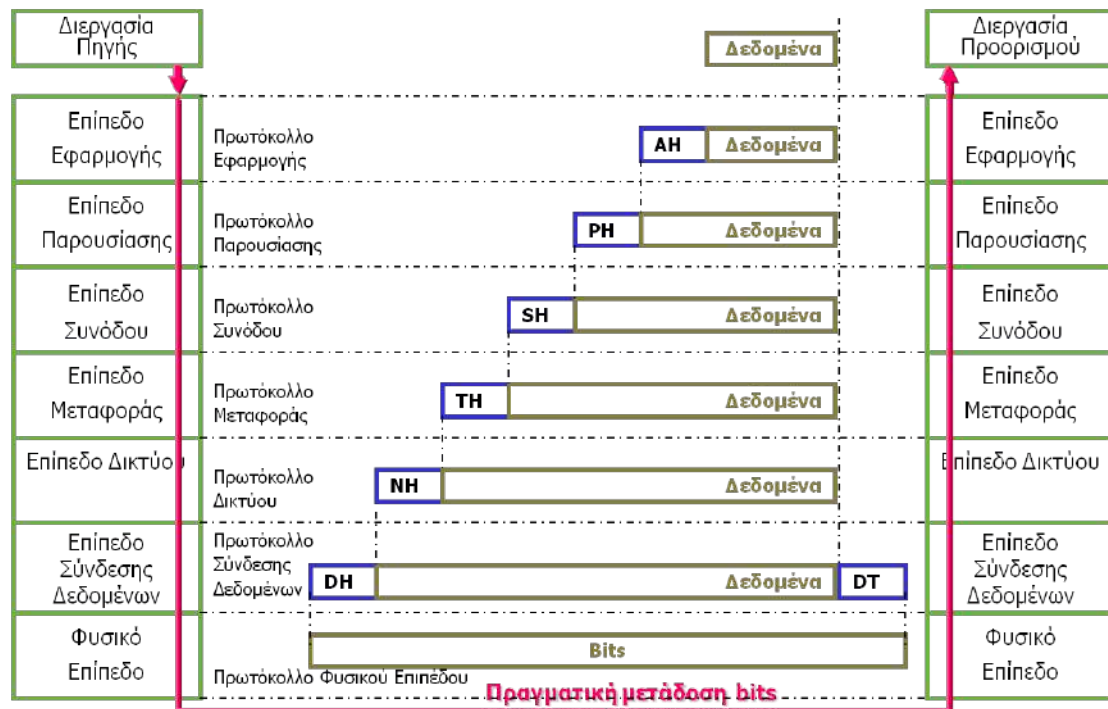 Διεργασία
Πηγής
Δεδομένα
Διεργασία
Προορισμού
Επίπεδο
Εφαρμογής
Πρωτόκολλο
Εφαρμογής
AH
Δεδομένα
Επίπεδο
Εφαρμογής
Επίπεδο
Παρουσίασης
Πρωτόκολλο
Παρουσίασης
PH
Δεδομένα
Επίπεδο
Παρουσίασης
Επίπεδο
Συνόδου
Πρωτόκολλο
Συνόδου
SH
Δεδομένα
Επίπεδο
Συνόδου
Επίπεδο
Μεταφοράς
Πρωτόκολλο
Μεταφοράς
TH
Δεδομένα
Επίπεδο
Μεταφοράς
Επίπεδο Δικτύου
Πρωτόκολλο
Δικτύου
NH
Δεδομένα
Επίπεδο Δικτύου
Επίπεδο
Σύνδεσης
Δεδομένων
Πρωτόκολλο
Σύνδεσης
Δεδομένων
DH
Δεδομένα
DT
Επίπεδο
Σύνδεσης
Δεδομένων
Φυσικό
Επίπεδο
Bits
Πρωτόκολλο Φυσικού Επιπέδου
Φυσικό
Επίπεδο
Πραγματική μετάδοση bits